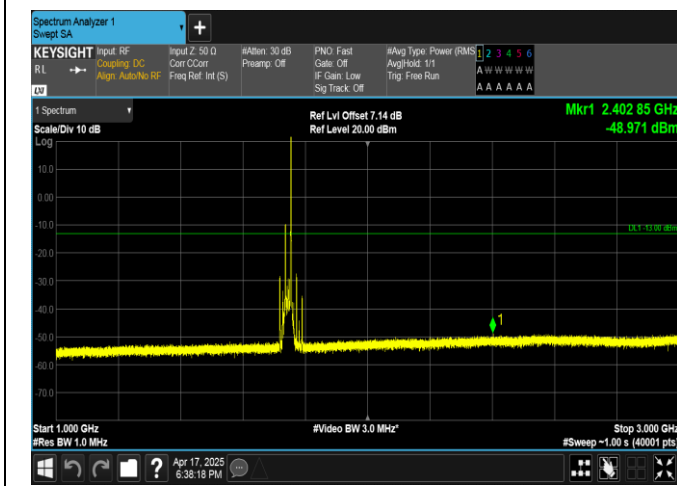 Spectrum Analyzer 1
Swept SA
+
KEYSIGHT
RL
LXI
Input: RF
Coupling: DC
Align: Auto/No RF
Input Z: 50 Ω
Corr CCorr
Freq Ref: Int (S)
#Atten: 30 dB
Preamp: Off
PNO: Fast
Gate: Off
IF Gain: Low
Sig Track: Off
#Avg Type: Power (RMS
Avg|Hold: 1/1
Trig: Free Run
1 2 3 4 5 6
A W W W W W
A A A A A A
1 Spectrum
Scale/Div 10 dB
Log
Ref Lvl Offset 7.14 dB
Ref Level 20.00 dBm
Mkr1 2.402 85 GHz
-48.971 dBm
10.0
0.00
-10.0
DL1 -13.00 dBm
-20.0
-30.0
-40.0
1
-50.0
-60.0
-70.0
Start 1.000 GHz
#Video BW 3.0 MHz*
Stop 3.000 GHz
#Res BW 1.0 MHz
#Sweep ~1.00 s (40001 pts)
?
Apr 17, 2025
6:38:18 PM